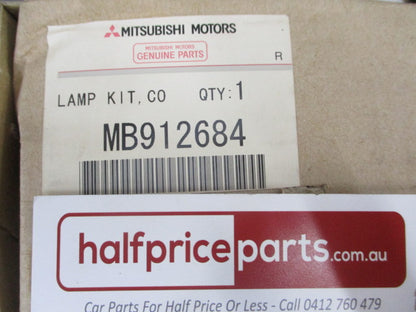 MITSUBISHI MOTORS
MITSUBISHI MOTORS
GENUINE PARTS
R
LAMP KIT, CO QTY: 1
MB912684
halfpriceparts.com.au
Car Parts For Half Price Or Less - Call 0412 760 479